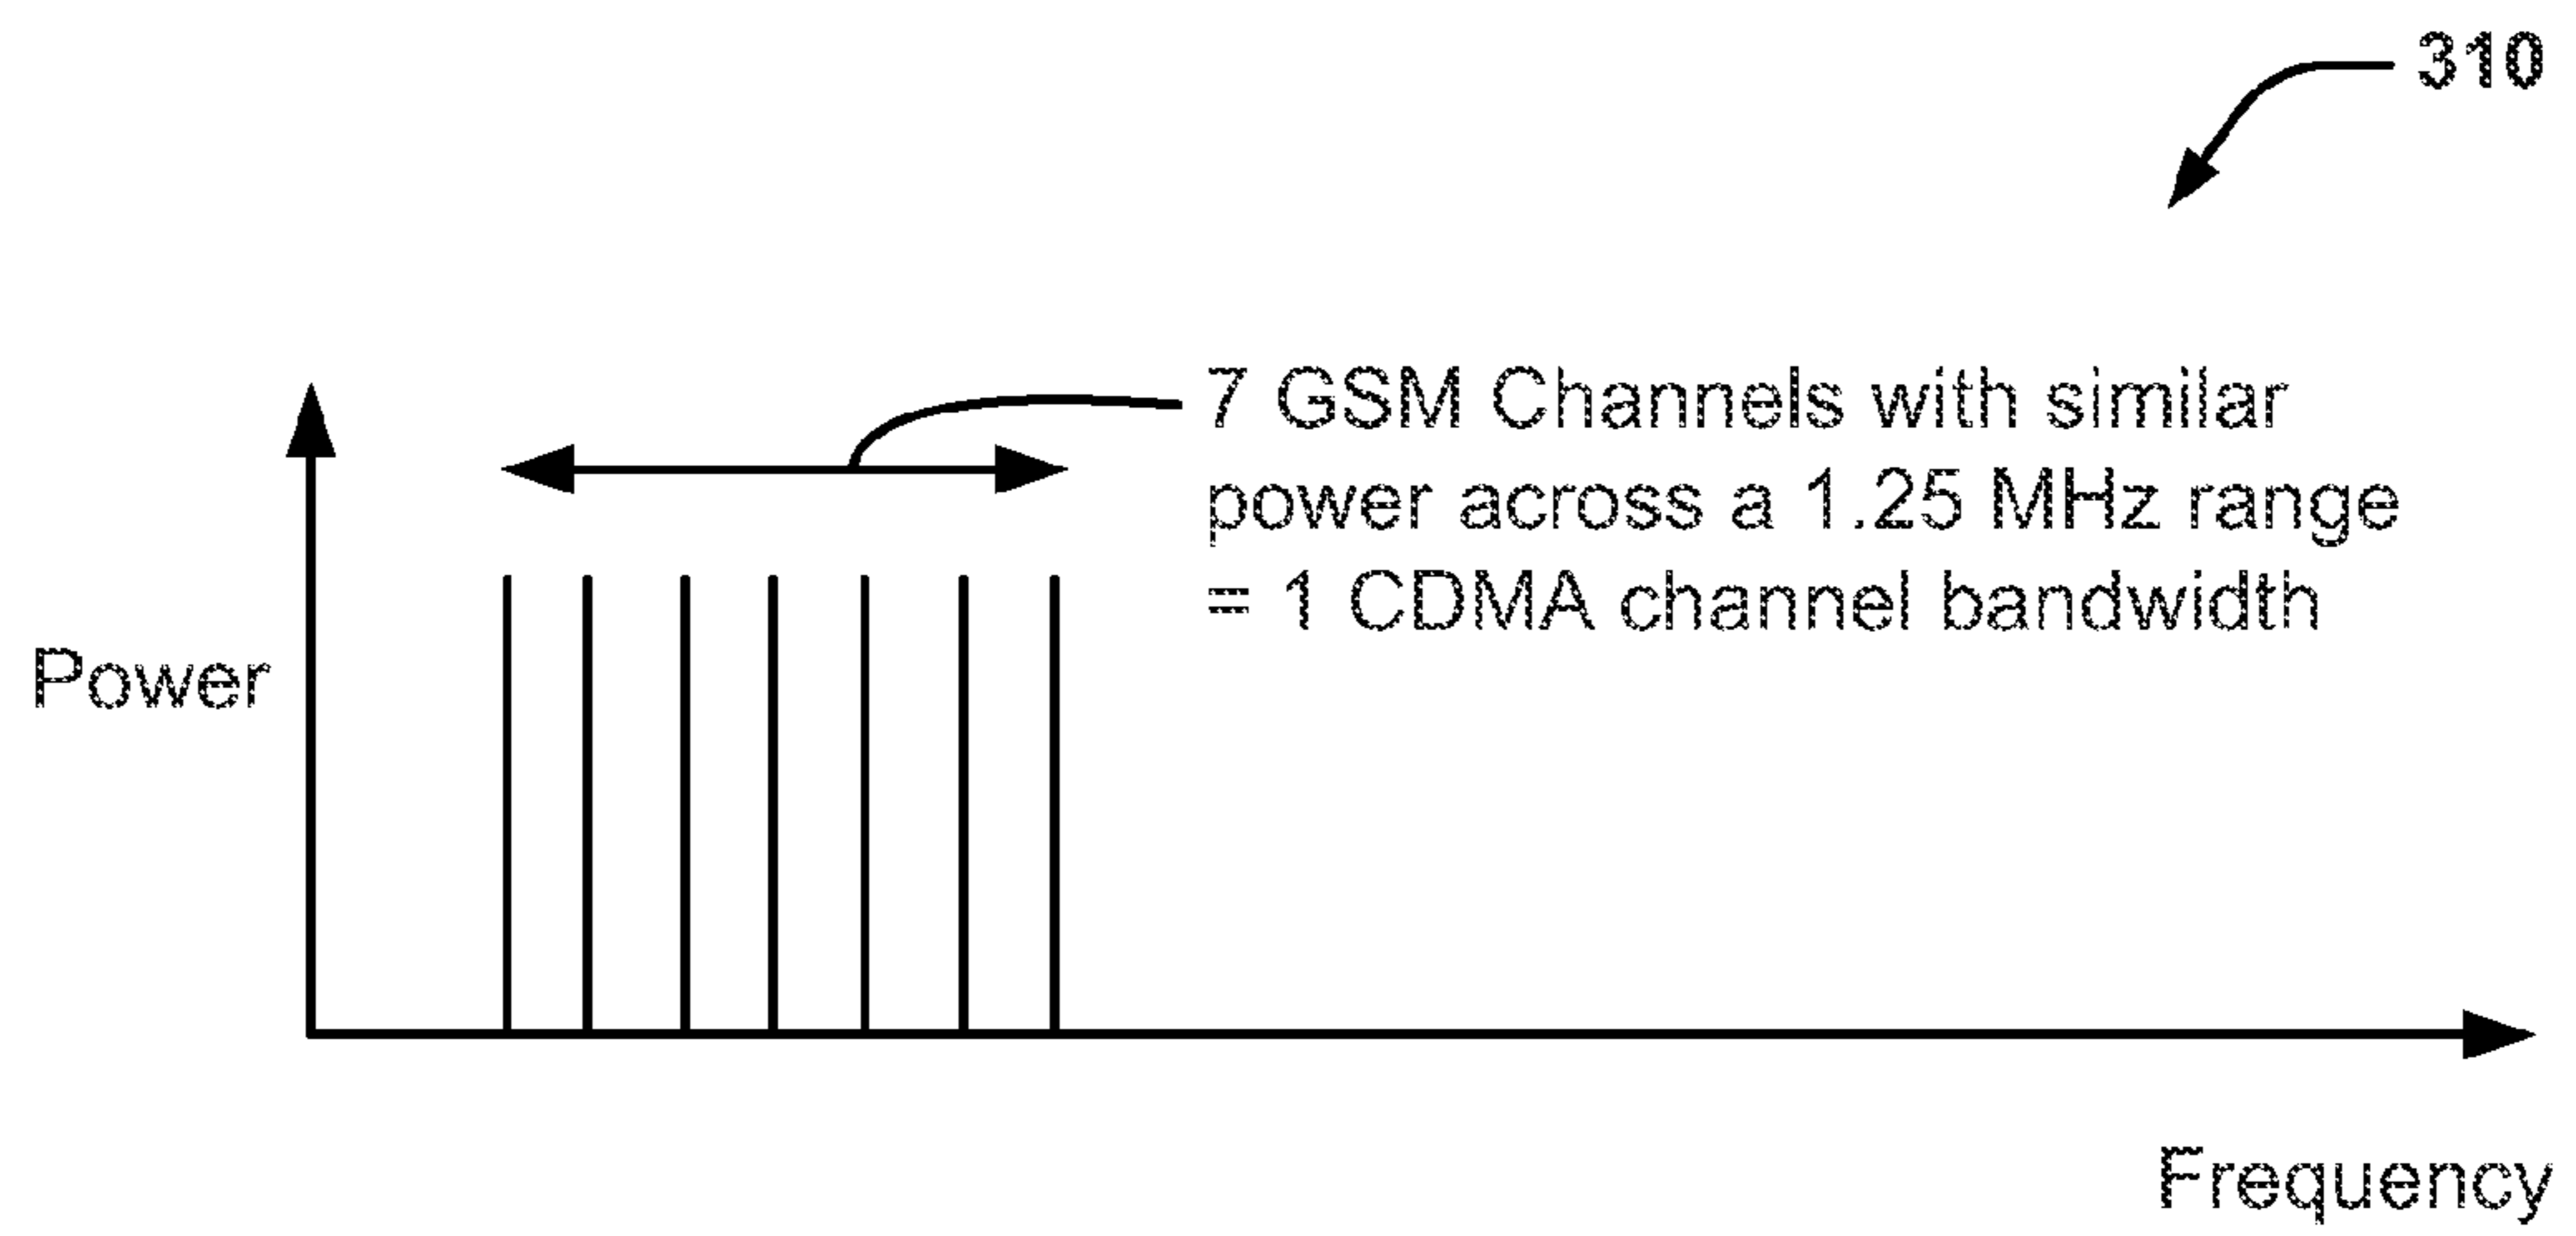 310
7 GSM Channels with similar
power across a 1.25 MHz range
= 1 CDMA channel bandwidth
Power
Frequency